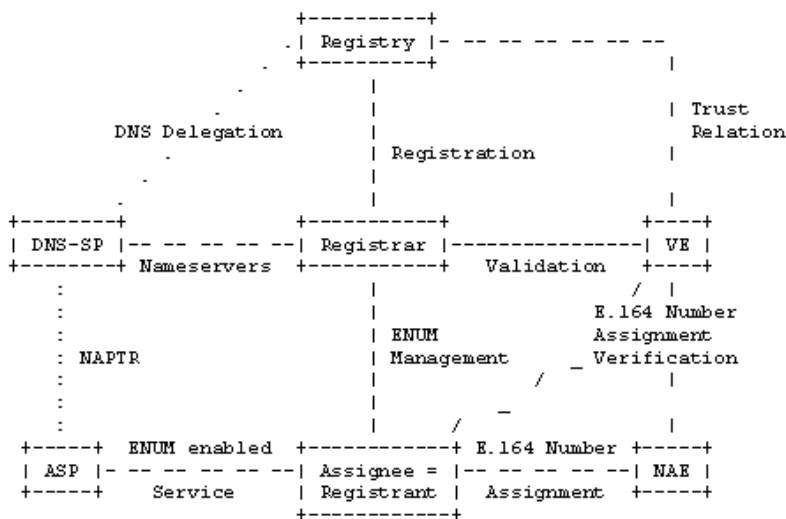 Registry
Trust
DNS Delegation
Relation
Registration
DNS-SP
Registrar
VE
Nameservers
Validation
E.164 Number
ENUM
Assignment
NAPTR
Management
Verification
ENUM enabled
E.164 Number
ASP
Assignee =
NAE
Service
Registrant
Assignment